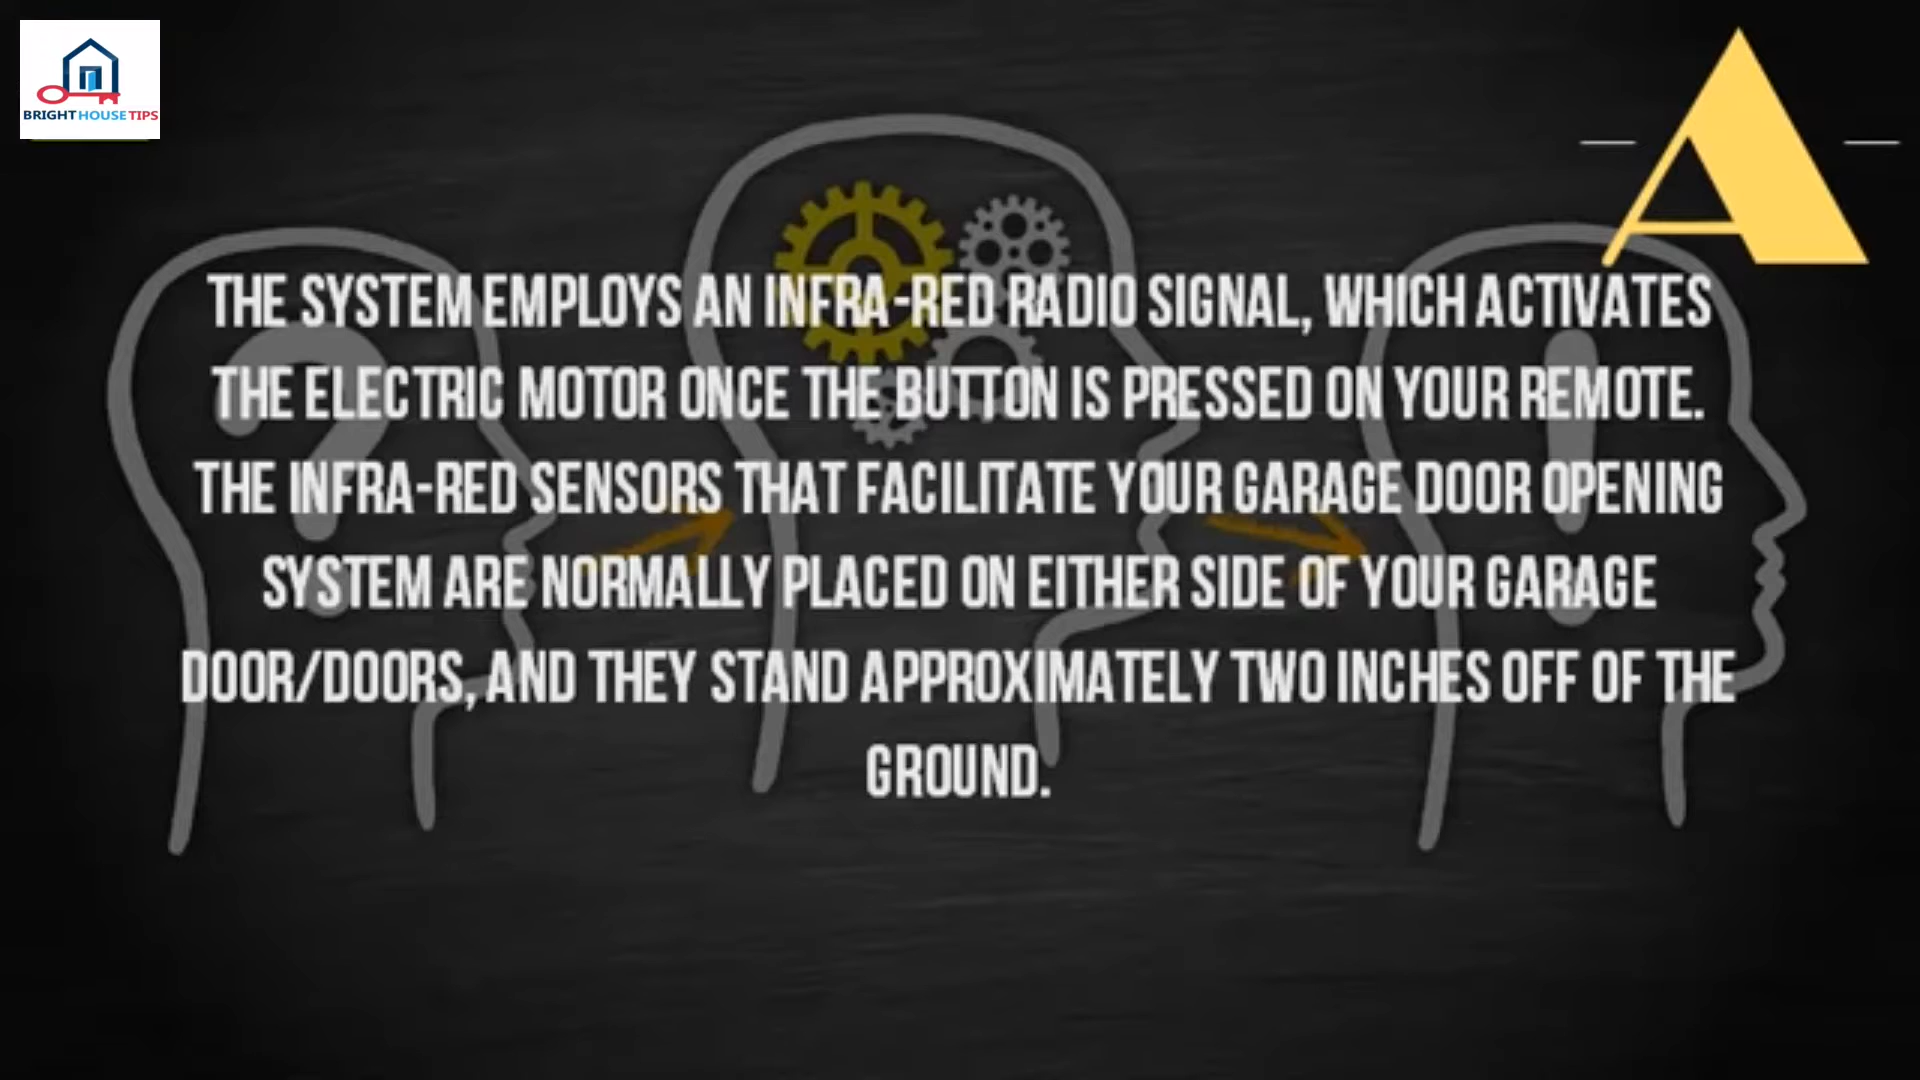 BRIGHT HOUSE TIPS
A
THE SYSTEM EMPLOYS AN INFRA-RED RADIO SIGNAL, WHICH ACTIVATES
THE ELECTRIC MOTOR ONCE THE BUTTON IS PRESSED ON YOUR REMOTE.
THE INFRA-RED SENSORS THAT FACILITATE YOUR GARAGE DOOR OPENING
SYSTEM ARE NORMALLY PLACED ON EITHER SIDE OF YOUR GARAGE
DOOR/DOORS, AND THEY STAND APPROXIMATELY TWO INCHES OFF OF THE
GROUND.